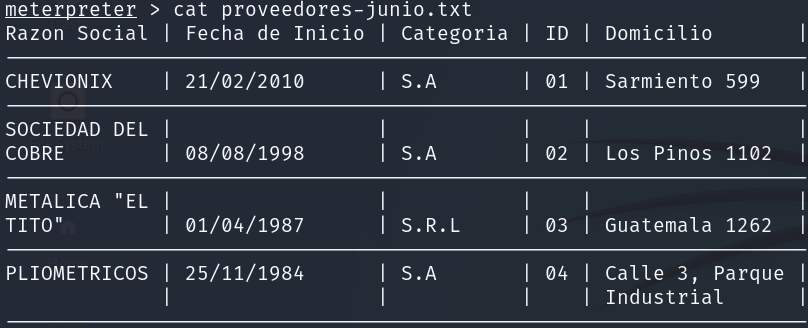 meterpreter > cat proveedores-junio.txt
Razon Social | Fecha de Inicio | Categoria | ID | Domicilio |
CHEVIONIX | 21/02/2010 | S.A | 01 | Sarmiento 599 |
SOCIEDAD DEL | | | |
COBRE | 08/08/1998 | S.A | 02 | Los Pinos 1102 |
METALICA "EL | | | |
TITO" | 01/04/1987 | S.R.L | 03 | Guatemala 1262 |
PLIOMETRICOS | 25/11/1984 | S.A | 04 | Calle 3, Parque |
| | | | Industrial |